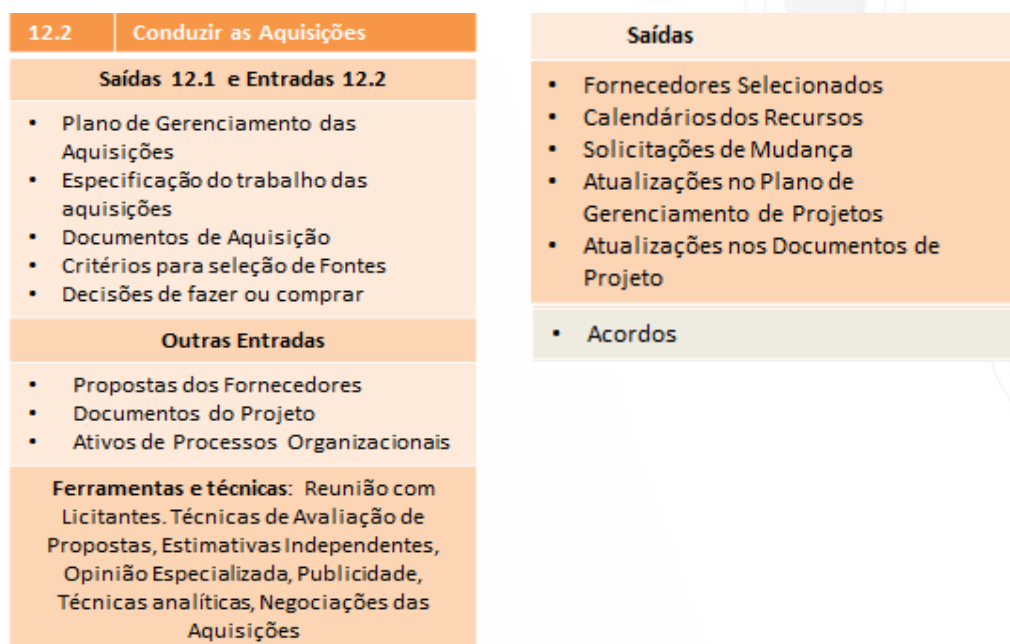 12.2 Conduzir as Aquisições
Saídas 12.1 e Entradas 12.2
• Plano de Gerenciamento das
Aquisições
• Especificação do trabalho das
aquisições
• Documentos de Aquisição
• Critérios para seleção de Fontes
• Decisões de fazer ou comprar
Outras Entradas
• Propostas dos Fornecedores
• Documentos do Projeto
• Ativos de Processos Organizacionais
Ferramentas e técnicas: Reunião com
Licitantes. Técnicas de Avaliação de
Propostas, Estimativas Independentes,
Opinião Especializada, Publicidade,
Técnicas analíticas, Negociações das
Aquisições
Saídas
• Fornecedores Selecionados
• Calendários dos Recursos
• Solicitações de Mudança
• Atualizações no Plano de
Gerenciamento de Projetos
• Atualizações nos Documentos de
Projeto
• Acordos